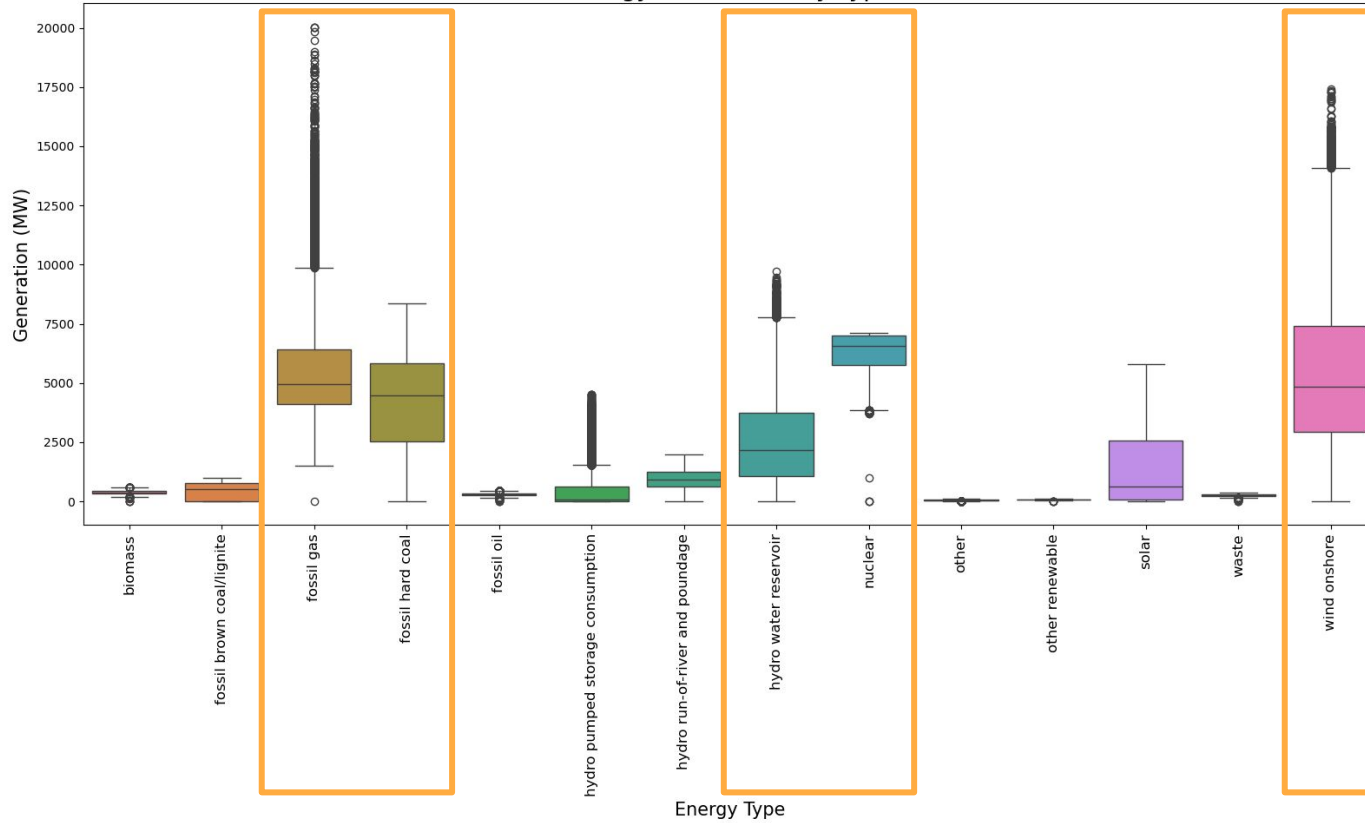 20000
17500
15000
12500
10000
7500
5000
2500
0
Generation (MW)
biomass
fossil brown coal/lignite
fossil gas
fossil hard coal
fossil oil
hydro pumped storage consumption
hydro run-of-river and poundage
hydro water reservoir
nuclear
other
other renewable
solar
waste
wind onshore
Energy Type